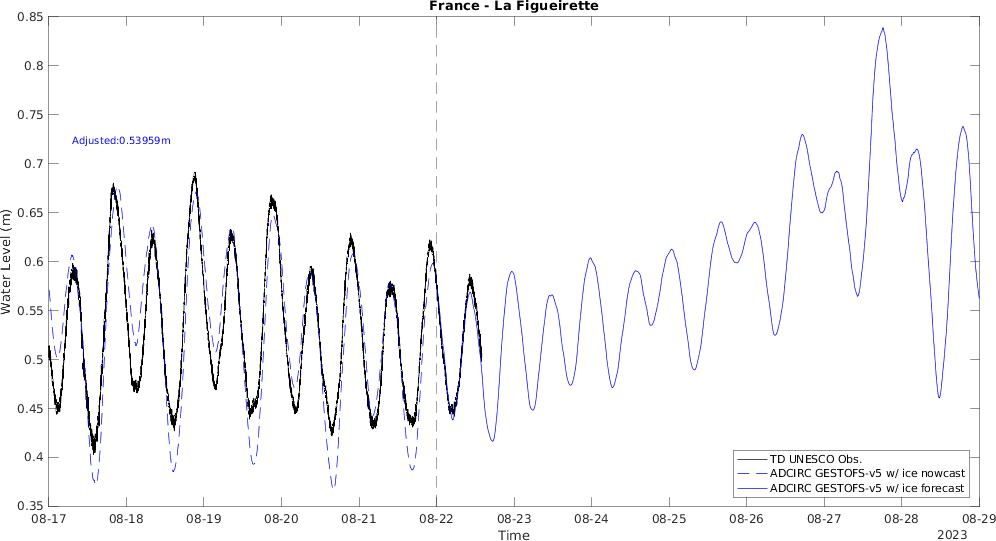 France - La Figueirette
0.85
0.8
0.75
0.7
0.65
0.6
0.55
0.5
0.45
0.4
0.35
Water Level (m)
Adjusted:0.53959m
TD UNESCO Obs.
ADCIRC GESTOFS-v5 w/ ice nowcast
ADCIRC GESTOFS-v5 w/ ice forecast
08-17 08-18 08-19 08-20 08-21 08-22 08-23 08-24 08-25 08-26 08-27 08-28 08-29
Time
2023